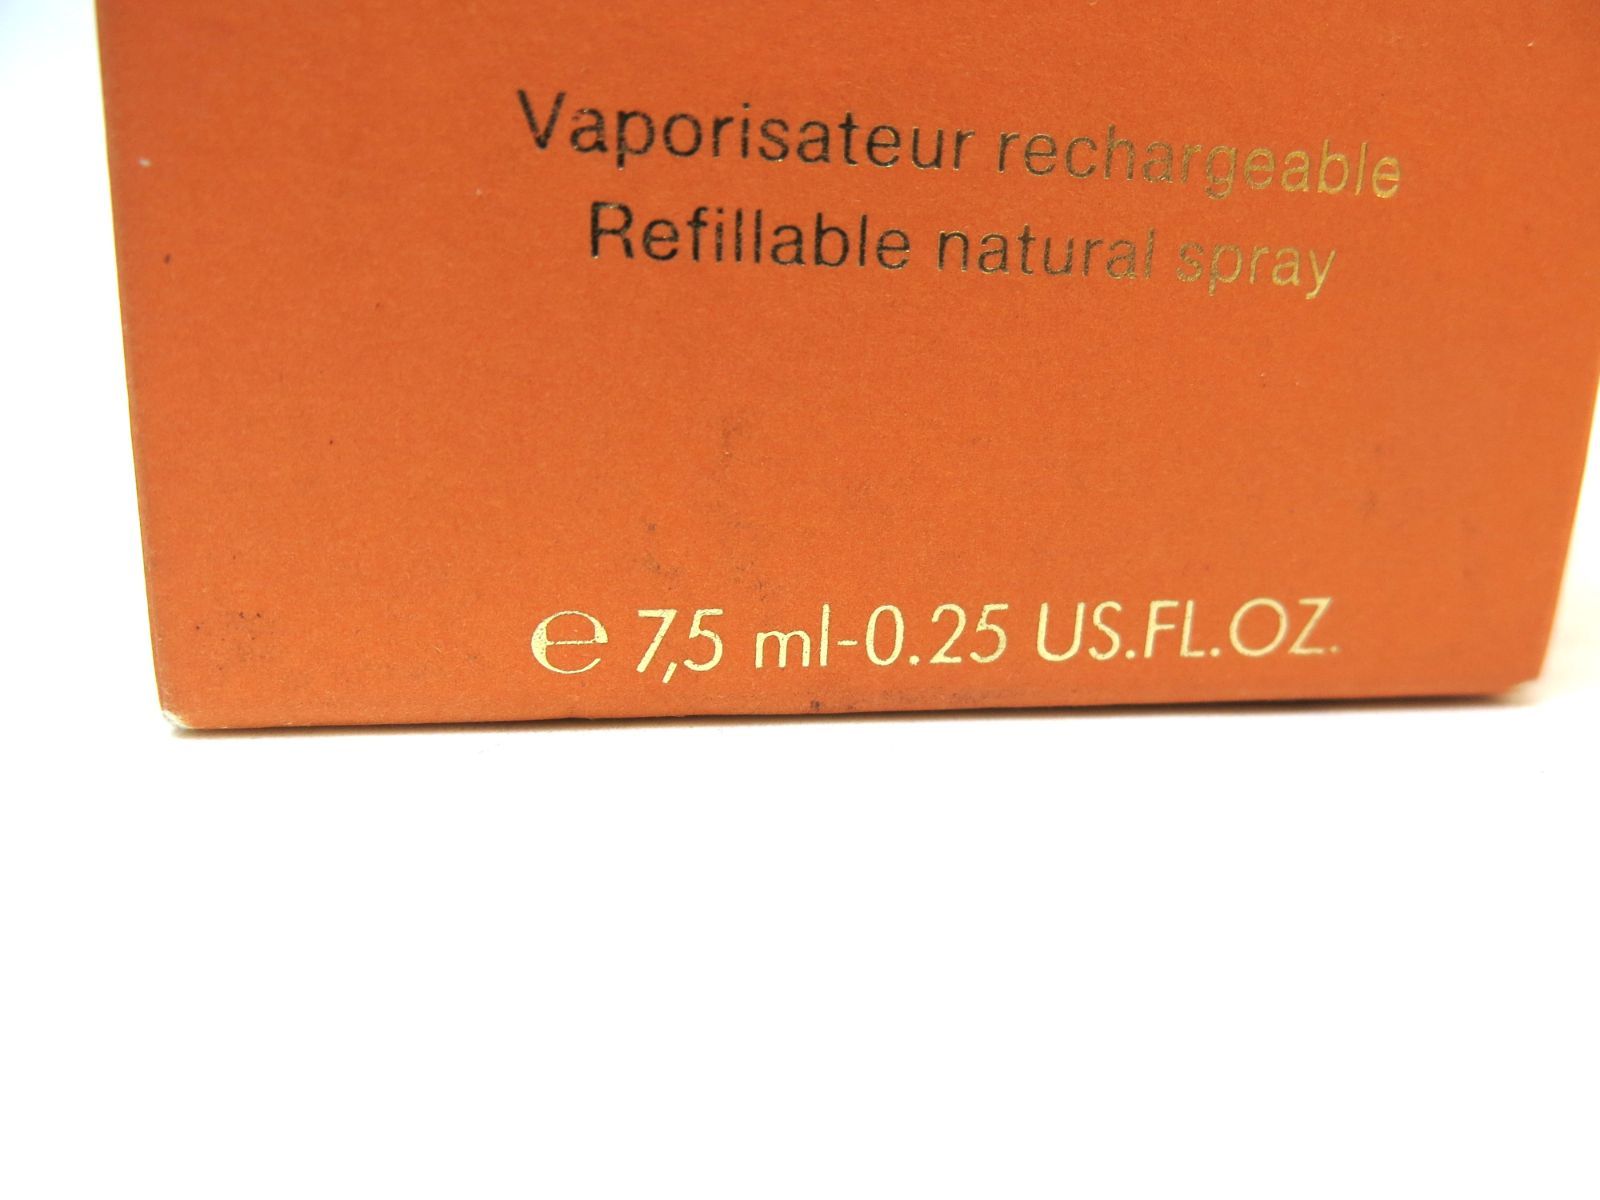 Vaporisateur rechargeable
Refillable natural spray
℮ 7,5 ml-0.25 US.FL.OZ.